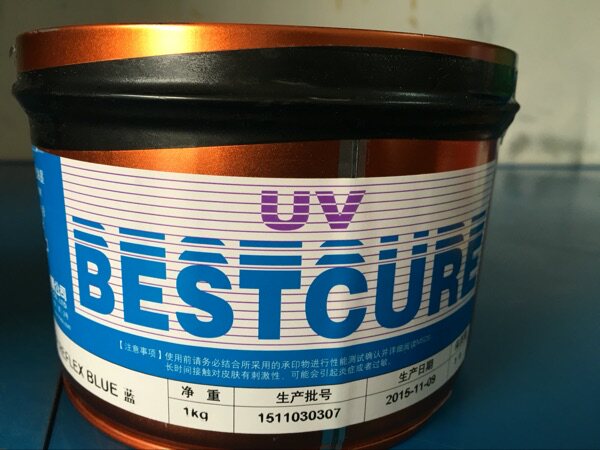 UV
BESTCURE
【注意事项】使用前请务必结合所采用的承印物进行性能测试确认并详细阅读MSDS
长时间接触对皮肤有刺激性,可能会引起炎症或者过敏。
REFLEX BLUE 蓝
净 重
1kg
生产批号
1511030307
生产日期
2015-11-09